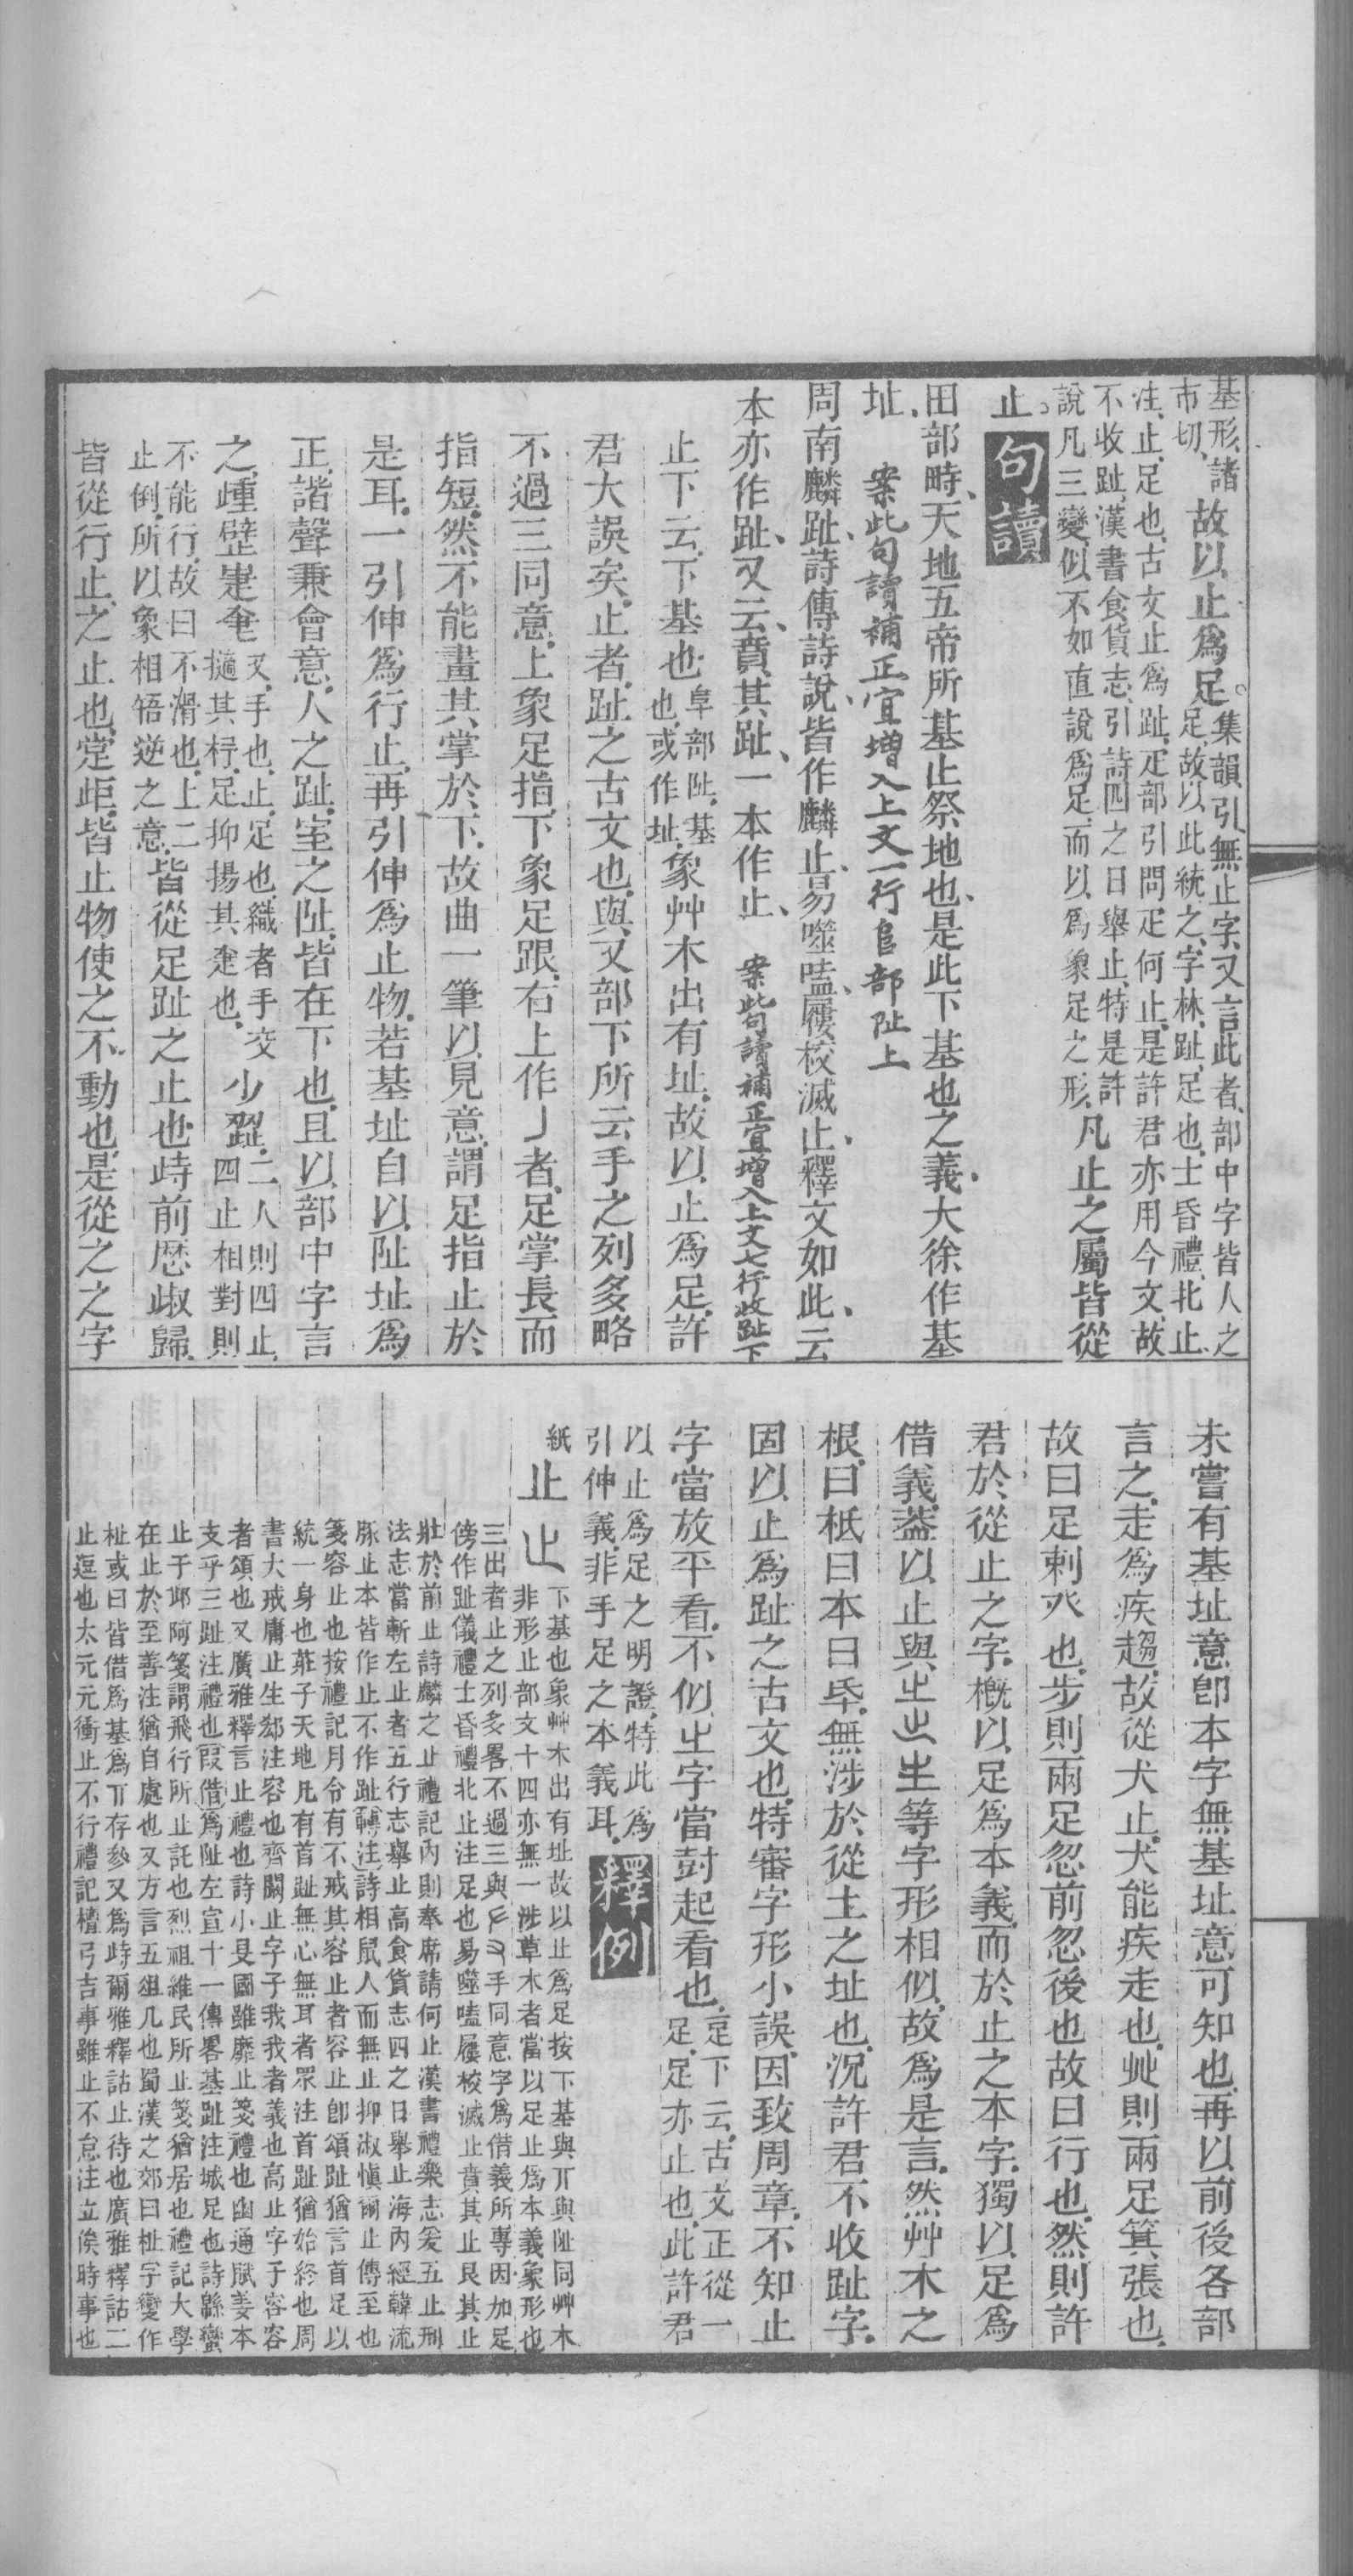 基形諸
市切、
故以止爲足。
集韻引無止字又言此者部中字皆人之
足故以此統之字林趾足也士昏禮北止
注止足也古文止爲趾疋部引問疋何止是許君亦用今文故
不收趾漢書食貨志引詩四之日舉止特是許
說凡三變似不如直說爲足而以爲象足之形
凡止之屬皆從
止。句讀
田部畤天地五帝所基止祭地也是此下基也之義大徐作基
址
案此句讀補正宜增入上文一行𨸏部阯上
周南麟趾詩傳詩說皆作麟止易噬嗑屨校滅止釋文如此云
本亦作趾又云賁其趾一本作止
案此句讀補正宜增入上文七行收趾下
止下云下基也
阜部阯基
也或作址
象艸木出有址故以止爲足許
君大誤矣止者趾之古文也與又部下所云手之列多略
不過三同意上象足指下象足跟右上作丿者足掌長而
指短然不能畫其掌於下故曲一筆以見意謂足指止於
是耳一引伸爲行止再引伸爲止物若基址自以阯址爲
正諧聲兼會意人之趾室之阯皆在下也且以部中字言
之歱𤴡疌
又手也止足也織者手交
擿其杼足抑揚其疌也
少歰
二人則四止
四止相對則
不能行故曰不滑也上二
止倒所以象相啎逆之意
皆從足趾之止也歭前歷𣥺歸
皆從行止之止也堂歫皆止物使之不動也是從之之字
未嘗有基址意卽本字無基址意可知也再以前後各部
言之走爲疾趨故從犬止犬能疾走也癶則兩足箕張也
故曰足剌癶也步則兩足忽前忽後也故曰行也然則許
君於從止之字槪以足爲本義而於止之本字獨以足爲
借義蓋以止與㞢之生等字形相似故爲是言然艸木之
根曰柢曰本曰氒無涉於從土之址也況許君不收趾字
固以止爲趾之古文也特審字形小誤因致周章不知止
字當放平看不似㞢字當豎起看也
疋下云古文正從一
足足亦止也此許君
以止爲足之明證特此爲
引伸義非手足之本義耳
釋例
紙 止 止
下基也象艸木出有址故以止爲足按下基與丌與阯同艸木
非形止部文十四亦無一涉草木者當以足止爲本義象形也
三出者止之列多畧不過三與手同意字爲借義所專因加足
傍作趾儀禮士昏禮北止注足也易噬嗑屨校滅止賁其止艮其止
壯於前止詩麟之止禮記內則奉席請何止漢書禮樂志爰五止刑
法志當斬左止者五行志舉止高食貨志四之日舉止海內經韓流
豚止本皆作止不作趾轉注詩相鼠人而無止抑淑愼爾止傳至也
箋容止也按禮記月令有不戒其容止者容止卽頌趾猶言首足以
統一身也莊子天地凡有首趾無心無耳者眾注首趾猶始終也周
書大戒庸止生郄注容也齊闕止字子我我者義也高止字子容容
者頌也又廣雅釋言止禮也詩小旻國雖靡止箋禮也幽通賦姜本
支乎三趾注禮也叚借爲阯左宣十一傳畧基趾注城足也詩緜蠻
止于邱阿箋謂飛行所止託也烈祖維民所止箋猶居也禮記大學
在止於至善注猶自處也又方言五俎几也蜀漢之郊曰杫字變作
杫或曰皆借爲基爲丌存參又爲歭爾雅釋詁止待也廣雅釋詁二
止逗也太元元衝止不行禮記檀弓吉事雖止不怠注立俟時事也